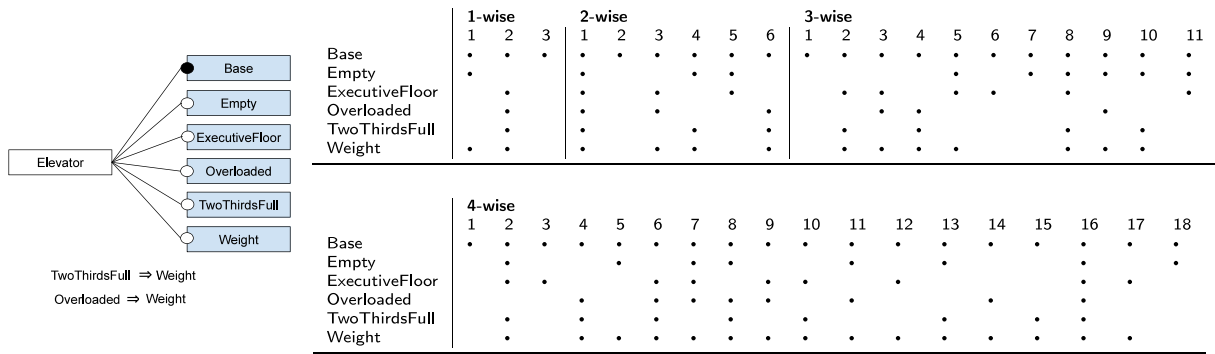 Elevator
Base
Empty
ExecutiveFloor
Overloaded
TwoThirdsFull
Weight
TwoThirdsFull ⇒ Weight
Overloaded ⇒ Weight
1-wise 2-wise 3-wise
1 2 3 1 2 3 4 5 6 1 2 3 4 5 6 7 8 9 10 11
Base • • • • • • • • • • • • • • • • • • • •
Empty • • • • • • • • • •
ExecutiveFloor • • • • • • • • • •
Overloaded • • • • • • •
TwoThirdsFull • • • • • • • •
Weight • • • • • • • • • • • • •
4-wise
1 2 3 4 5 6 7 8 9 10 11 12 13 14 15 16 17 18
Base • • • • • • • • • • • • • • • • • •
Empty • • • • • • • •
ExecutiveFloor • • • • • • • • • •
Overloaded • • • • • • • •
TwoThirdsFull • • • • • • • •
Weight • • • • • • • • • • • • • • • •